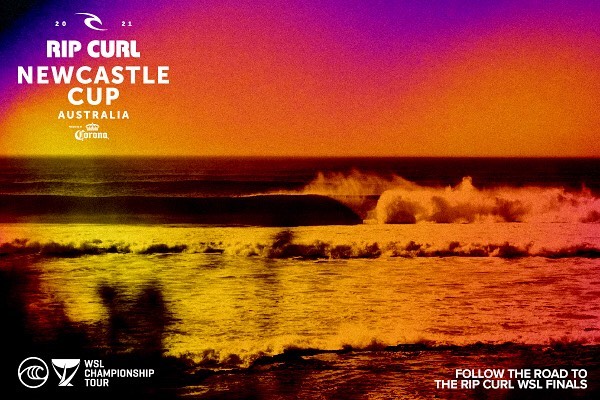 20 21
RIP CURL
NEWCASTLE
CUP
AUSTRALIA
Corona
WSL
CHAMPIONSHIP
TOUR
FOLLOW THE ROAD TO
THE RIP CURL WSL FINALS